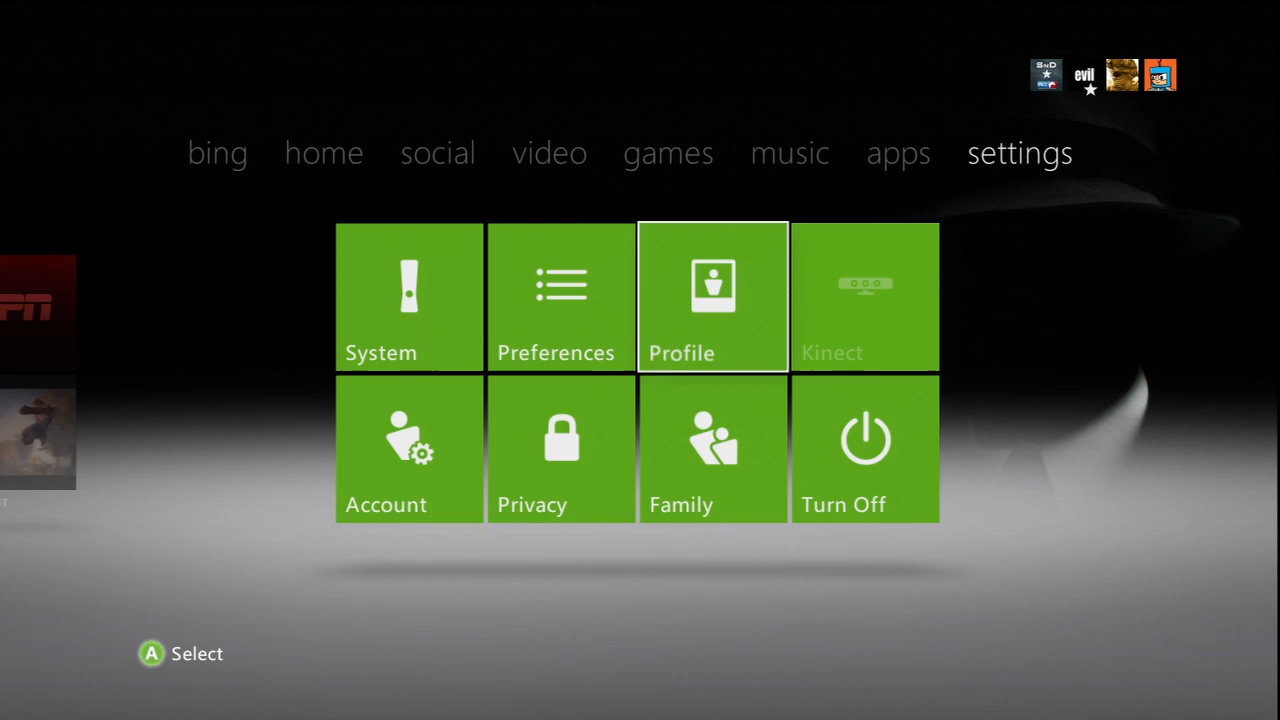 SND
evil
bing home social video games music apps settings
System Preferences Profile Kinect
Account Privacy Family Turn Off
A Select